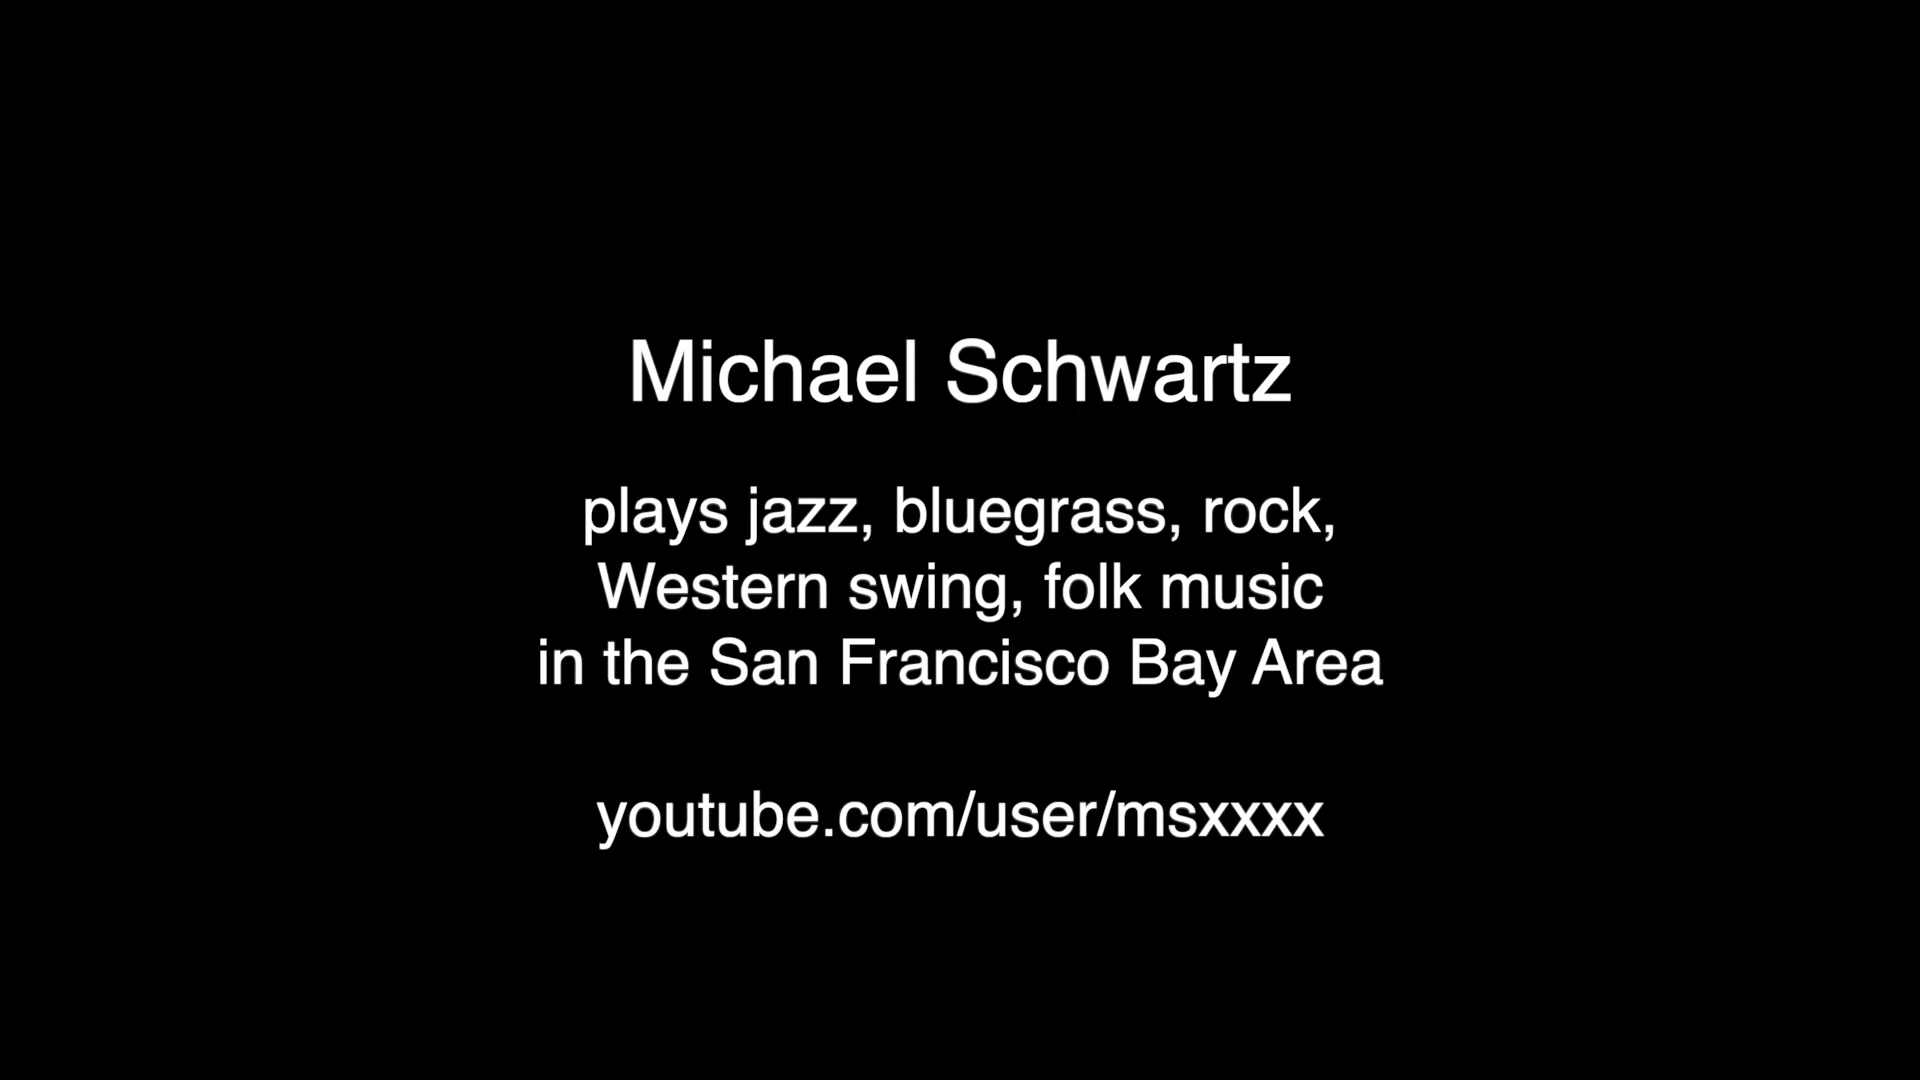 Michael Schwartz
plays jazz, bluegrass, rock,
Western swing, folk music
in the San Francisco Bay Area
youtube.com/user/msxxxx